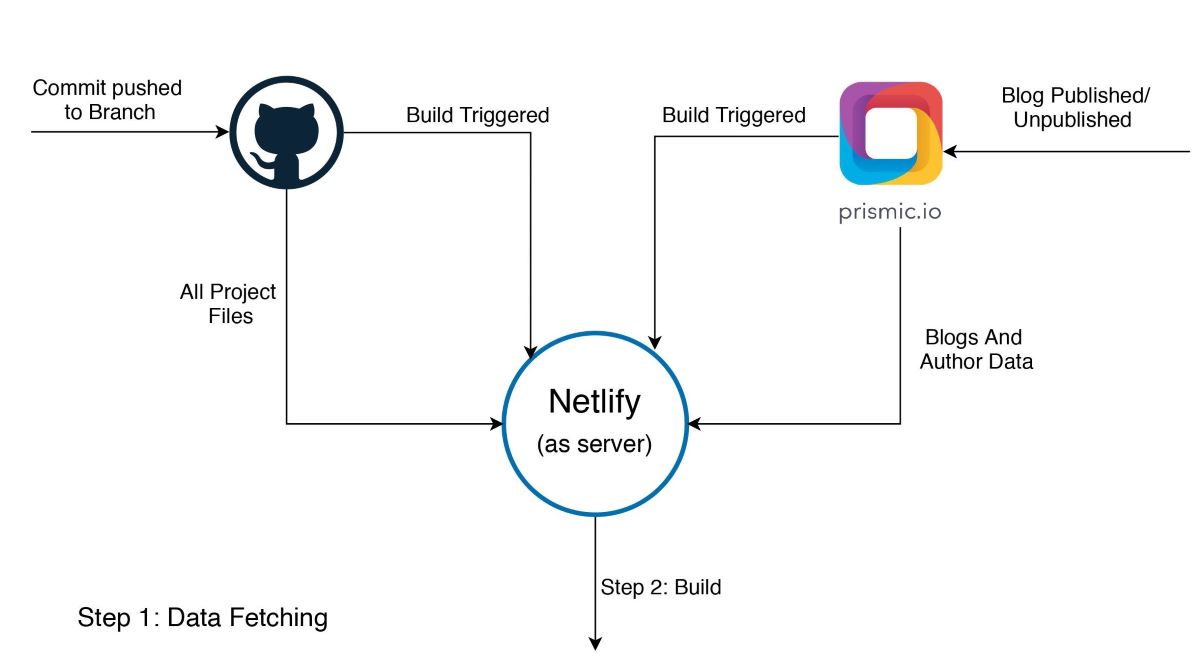 Commit pushed
to Branch
Build Triggered
Build Triggered
Blog Published/
Unpublished
prismic.io
All Project
Files
Blogs And
Author Data
Netlify
(as server)
Step 2: Build
Step 1: Data Fetching